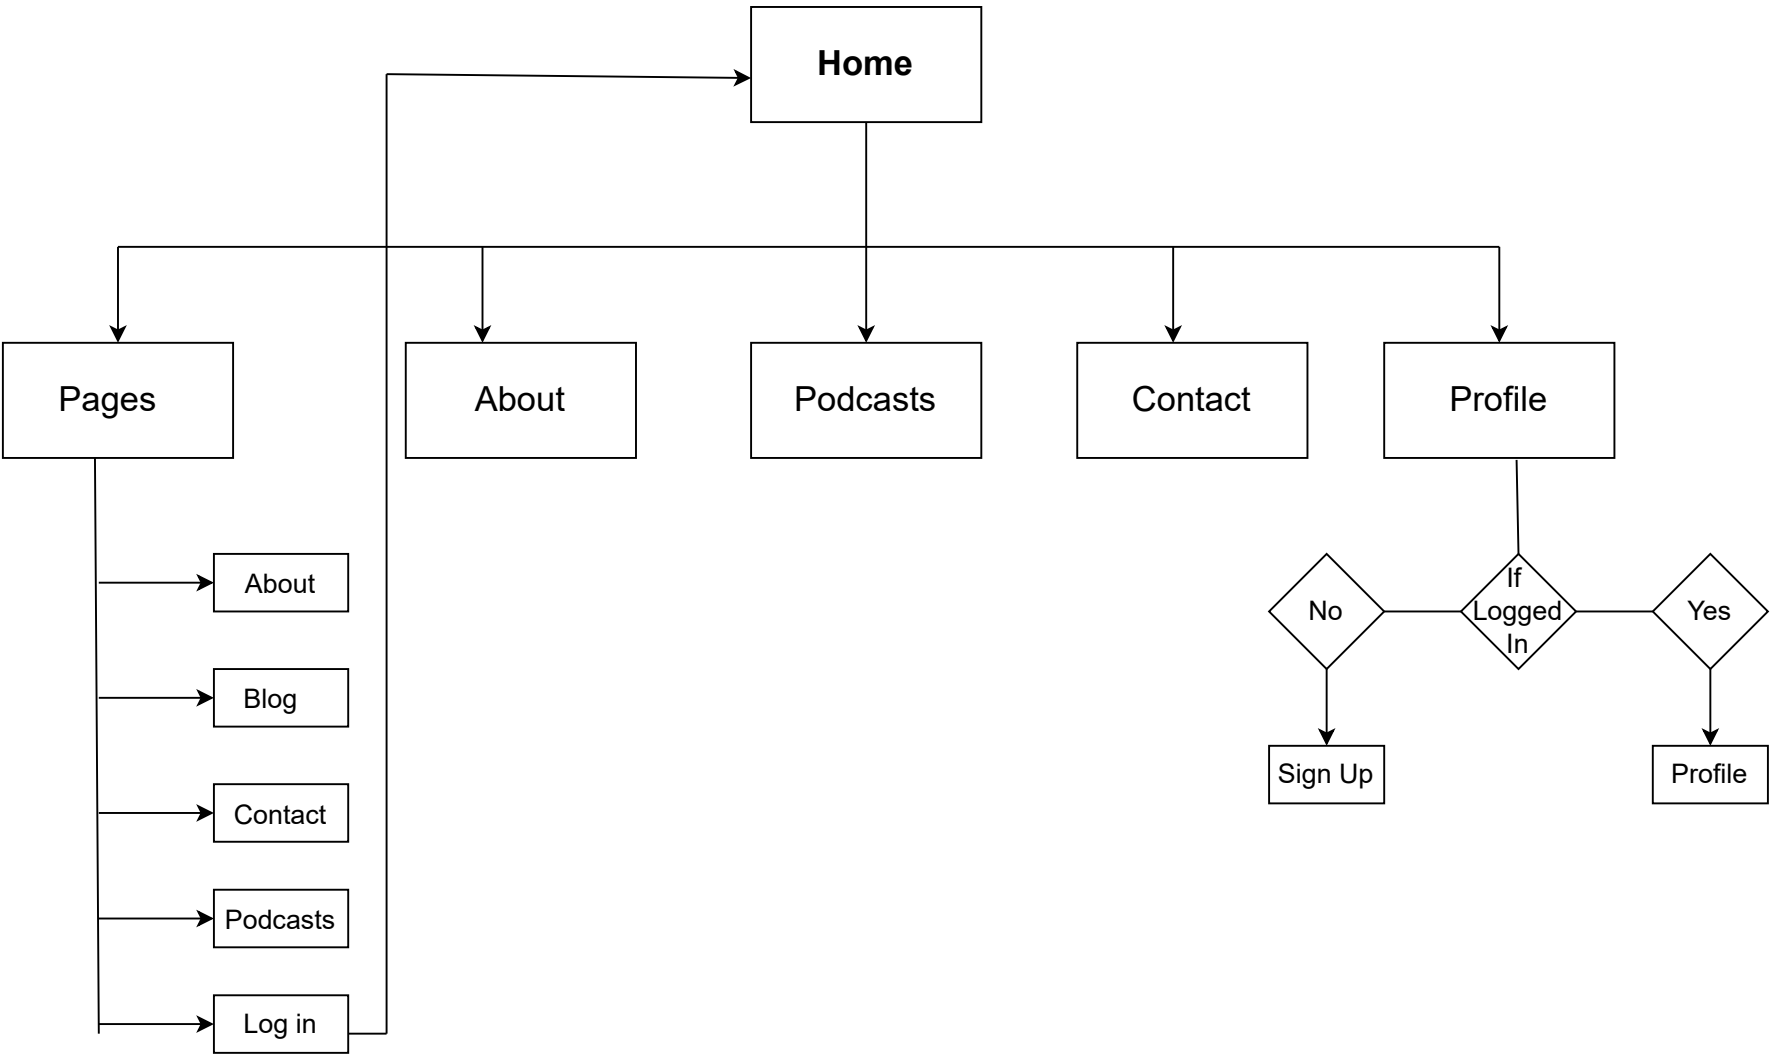 Home
Pages
About
Podcasts
Contact
Profile
About
Blog
Contact
Podcasts
Log in
No
If
Logged
In
Yes
Sign Up
Profile